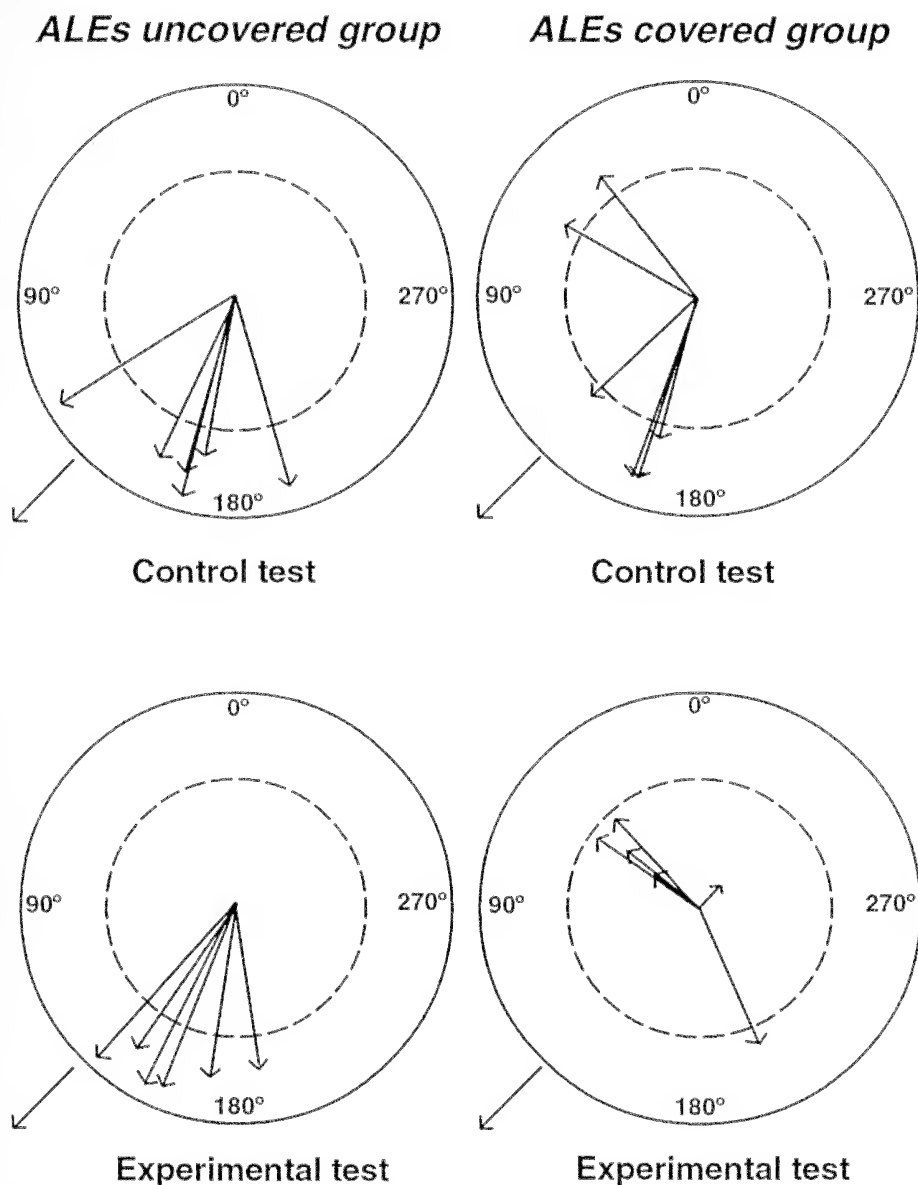 ALEs uncovered group
ALEs covered group
0°
90°
270°
180°
Control test
0°
90°
270°
180°
Control test
0°
90°
270°
180°
Experimental test
0°
90°
270°
180°
Experimental test